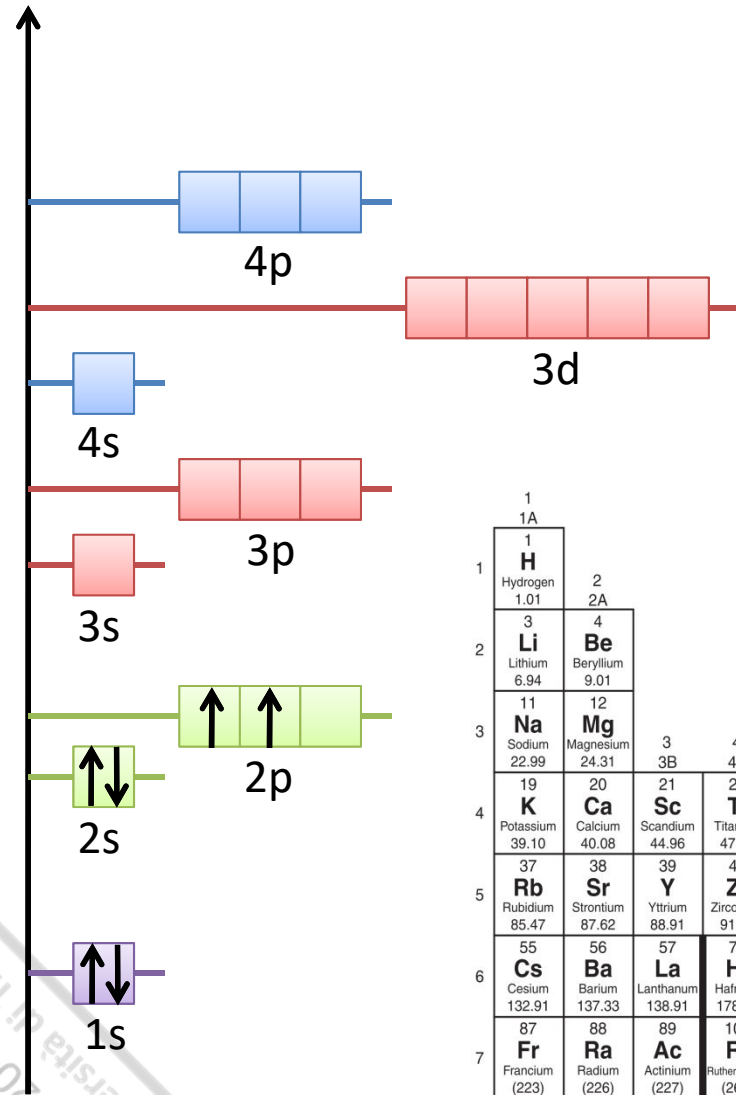 4p
3d
4s
3p
3s
2p
2s
1s
1
1A
1
1
H
Hydrogen
1.01
2
2A
2
3
Li
Lithium
6.94
4
Be
Beryllium
9.01
3
11
Na
Sodium
22.99
12
Mg
Magnesium
24.31
3
3B
4
19
K
Potassium
39.10
20
Ca
Calcium
40.08
21
Sc
Scandium
44.96
5
37
Rb
Rubidium
85.47
38
Sr
Strontium
87.62
39
Y
Yttrium
88.91
6
55
Cs
Cesium
132.91
56
Ba
Barium
137.33
57
La
Lanthanum
138.91
7
87
Fr
Francium
(223)
88
Ra
Radium
(226)
89
Ac
Actinium
(227)